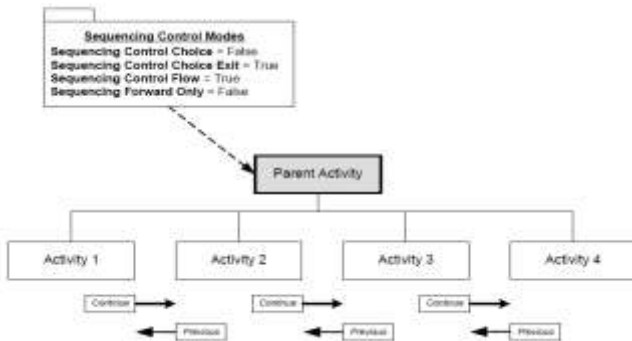 Sequencing Control Modes
Sequencing Control Choice = False
Sequencing Control Choice Exit = True
Sequencing Control Flow = True
Sequencing Forward Only = False
Parent Activity
Activity 1
Activity 2
Activity 3
Activity 4
Continue
Continue
Continue
Previous
Previous
Previous